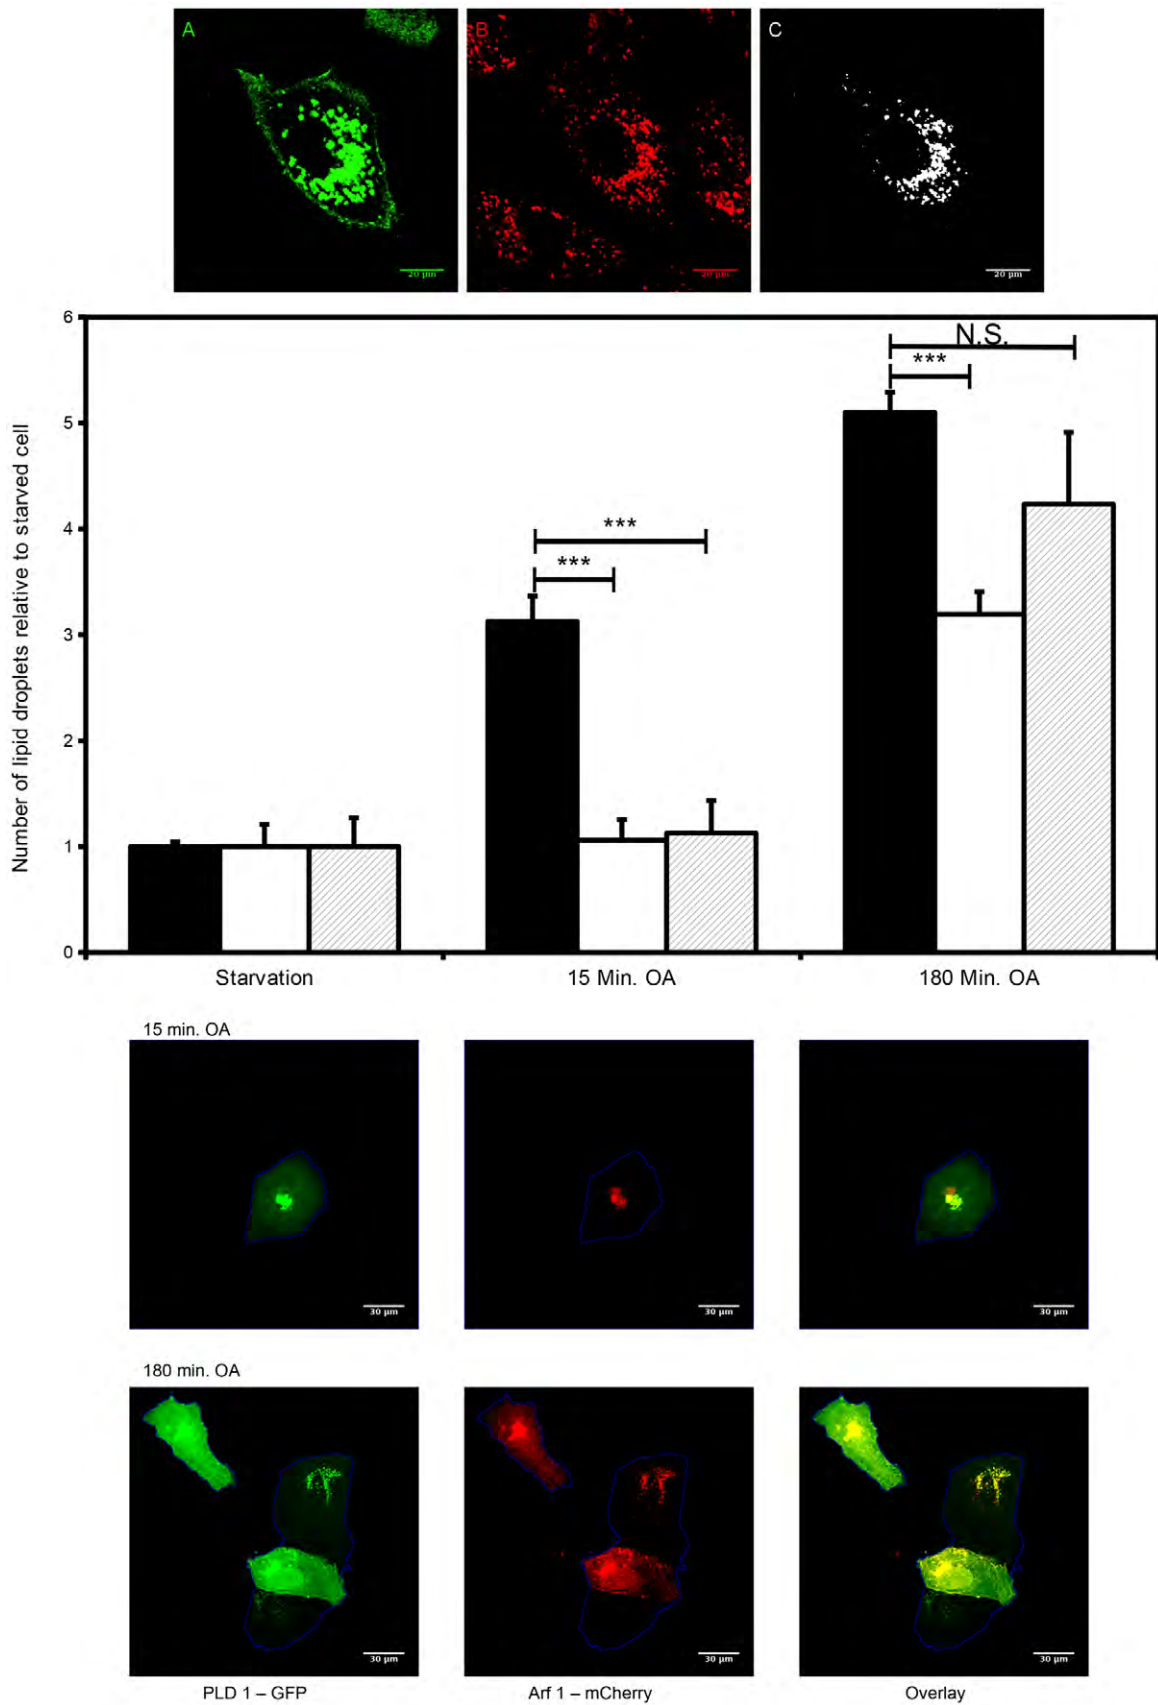 A
B
C
20 µm
20 µm
20 µm
6
5
4
3
2
1
0
Number of lipid droplets relative to starved cell
N.S.
***
***
***
Starvation
15 Min. OA
180 Min. OA
15 min. OA
30 µm
30 µm
30 µm
180 min. OA
30 µm
30 µm
30 µm
PLD 1 – GFP
Arf 1 – mCherry
Overlay